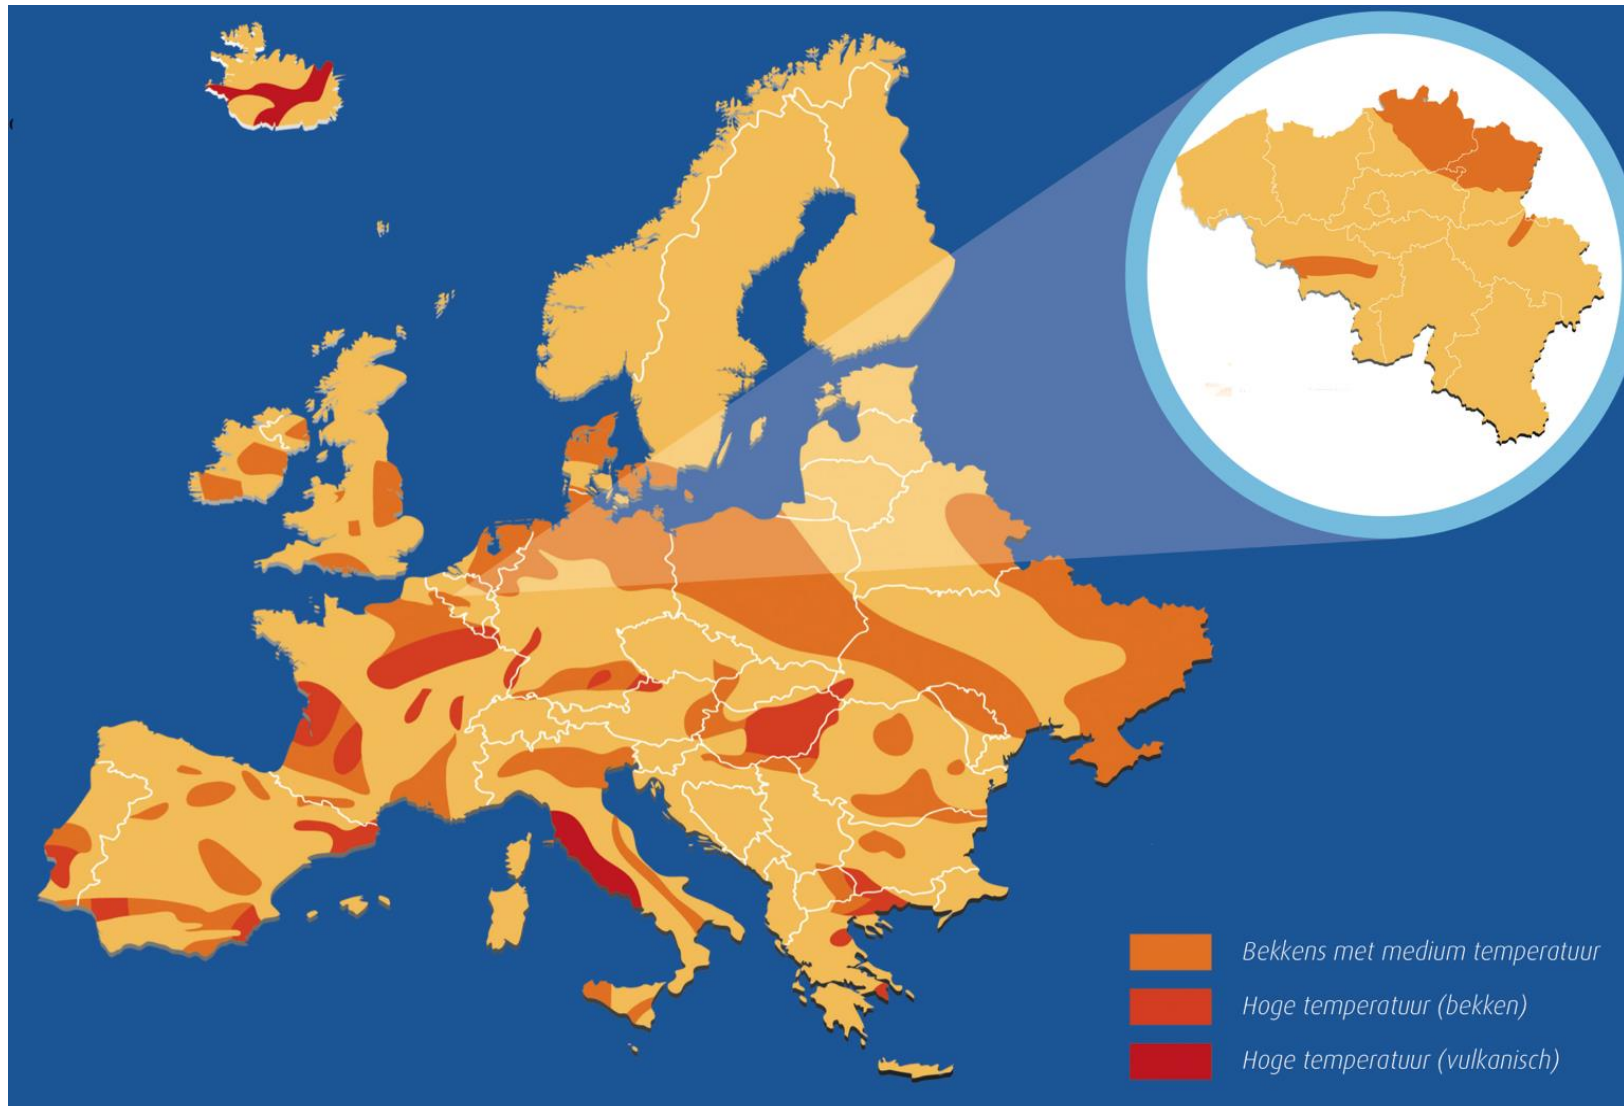 Bekkens met medium temperatuur
Hoge temperatuur (bekken)
Hoge temperatuur (vulkanisch)